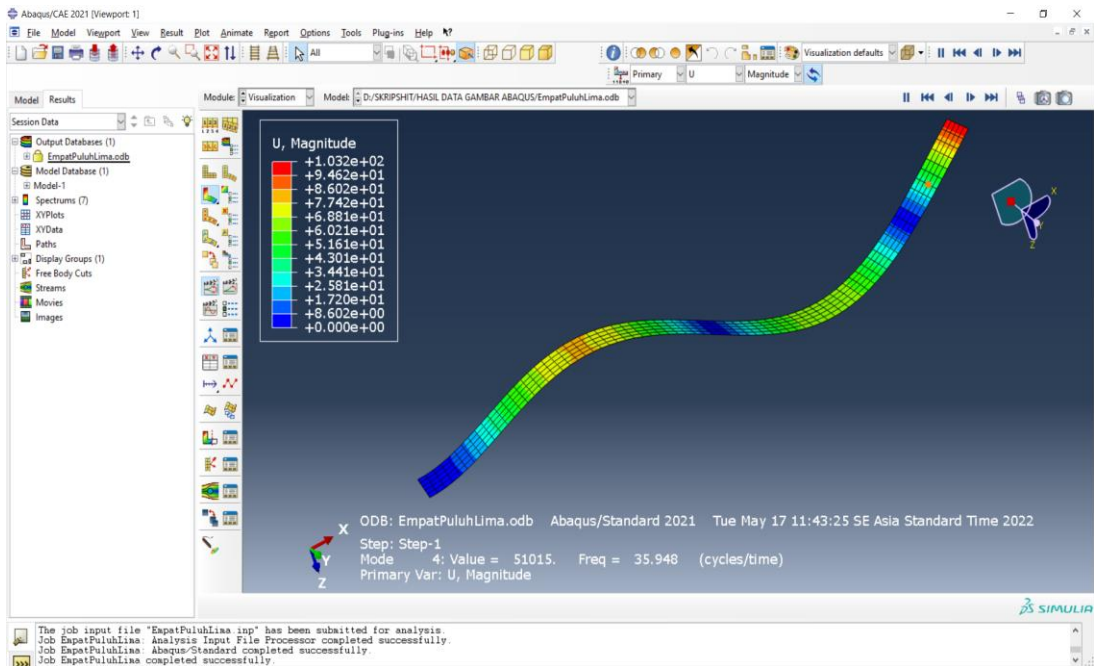 Abaqus/CAE 2021 [Viewport: 1]
File Model Viewport View Result Plot Animate Report Options Tools Plug-ins Help
All
Visualization defaults
Primary U Magnitude
Model Results
Module: Visualization Model: D:/SKRIPSHIT/HASIL DATA GAMBAR ABAQUS/EmpatPuluhLima.odb
Session Data
Output Databases (1)
EmpatPuluhLima.odb
Model Database (1)
Model-1
Spectrums (7)
XYPlots
XYData
Paths
Display Groups (1)
Free Body Cuts
Streams
Movies
Images
U, Magnitude
+1.032e+02
+9.462e+01
+8.602e+01
+7.742e+01
+6.881e+01
+6.021e+01
+5.161e+01
+4.301e+01
+3.441e+01
+2.581e+01
+1.720e+01
+8.602e+00
+0.000e+00
X
Y
Z
X
Y
Z
ODB: EmpatPuluhLima.odb Abaqus/Standard 2021 Tue May 17 11:43:25 SE Asia Standard Time 2022
Step: Step-1
Mode 4: Value = 51015. Freq = 35.948 (cycles/time)
Primary Var: U, Magnitude
SIMULIA
The job input file "EmpatPuluhLima.inp" has been submitted for analysis.
Job EmpatPuluhLima: Analysis Input File Processor completed successfully.
Job EmpatPuluhLima: Abaqus/Standard completed successfully.
Job EmpatPuluhLima completed successfully.